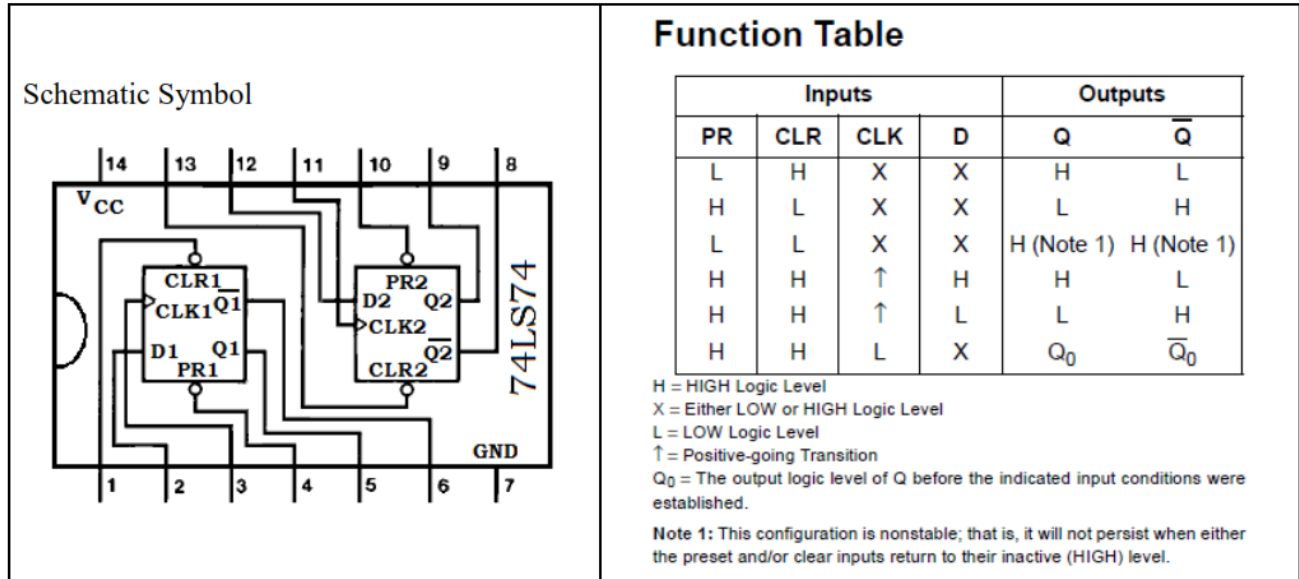 Schematic Symbol
14 13 12 11 10 9 8
VCC
CLR1
CLK1 Q̅1̅
D1 Q1
PR1
PR2
D2 Q2
CLK2
Q̅2̅
CLR2
74LS74
GND
1 2 3 4 5 6 7
Function Table
Inputs Outputs
PR CLR CLK D Q Q̅
L H X X H L
H L X X L H
L L X X H (Note 1) H (Note 1)
H H ↑ H H L
H H ↑ L L H
H H L X Q₀ Q̅₀
H = HIGH Logic Level
X = Either LOW or HIGH Logic Level
L = LOW Logic Level
↑ = Positive-going Transition
Q₀ = The output logic level of Q before the indicated input conditions were
established.
Note 1: This configuration is nonstable; that is, it will not persist when either
the preset and/or clear inputs return to their inactive (HIGH) level.